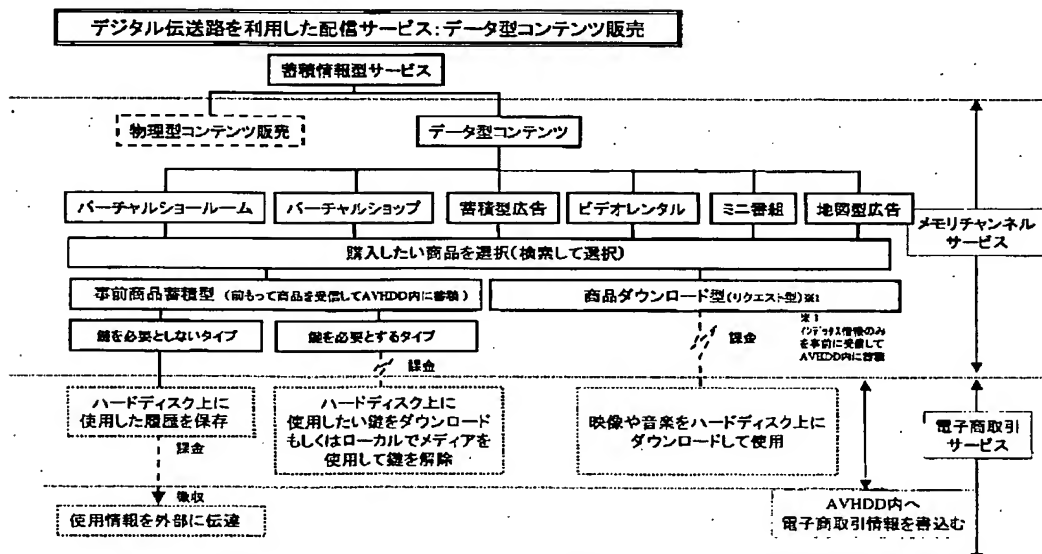 デジタル伝送路を利用した配信サービス：データ型コンテンツ販売
蓄積情報型サービス
物理型コンテンツ販売
データ型コンテンツ
バーチャルショールーム
バーチャルショップ
蓄積型広告
ビデオレンタル
ミニ番組
地図型広告
メモリチャンネル
サービス
購入したい商品を選択(検索して選択)
事前商品蓄積型 (前もって商品を受信してAVHDD内に蓄積)
商品ダウンロード型(リクエスト型)※1
鍵を必要としないタイプ
鍵を必要とするタイプ
課金
課金
※1
インデックス情報のみ
を事前に受信して
AVHDD内に蓄積
ハードディスク上に
使用した履歴を保存
ハードディスク上に
使用したい鍵をダウンロード
もしくはローカルでメディアを
使用して鍵を解除
映像や音楽をハードディスク上に
ダウンロードして使用
電子商取引
サービス
課金
徴収
使用情報を外部に伝達
AVHDD内へ
電子商取引情報を書込む